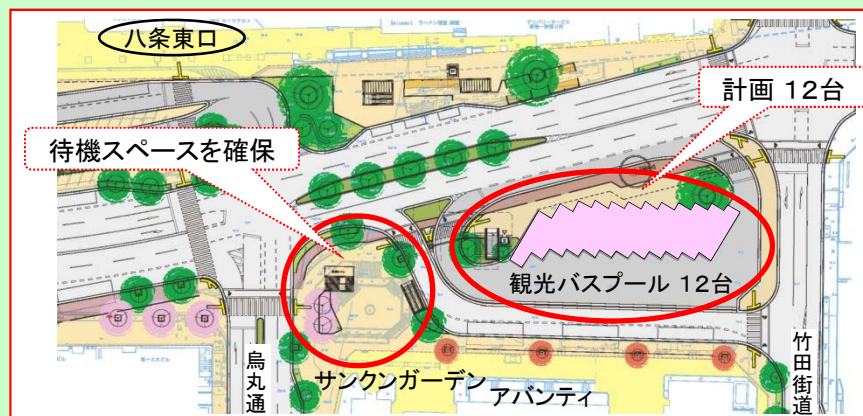 八条東口
計画 12台
待機スペースを確保
観光バスプール 12台
サンクンガーデン
アバンティ
烏丸通
竹田街道